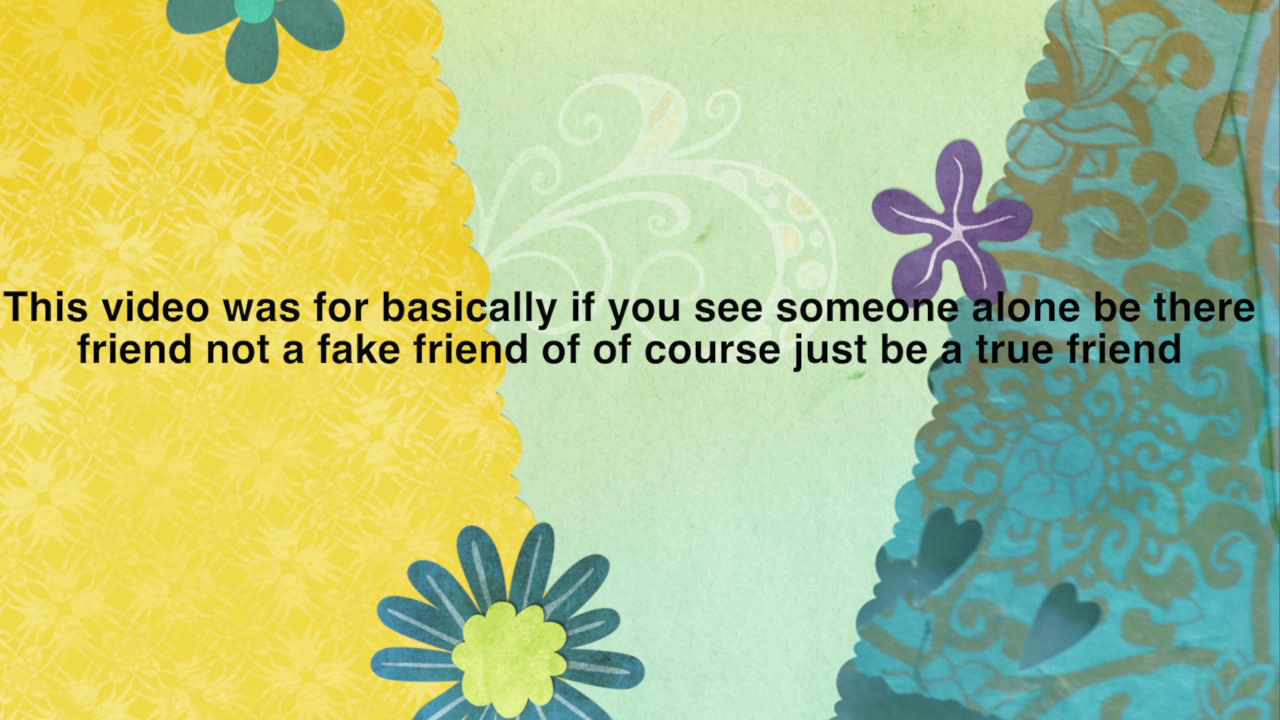 This video was for basically if you see someone alone be there
friend not a fake friend of of course just be a true friend